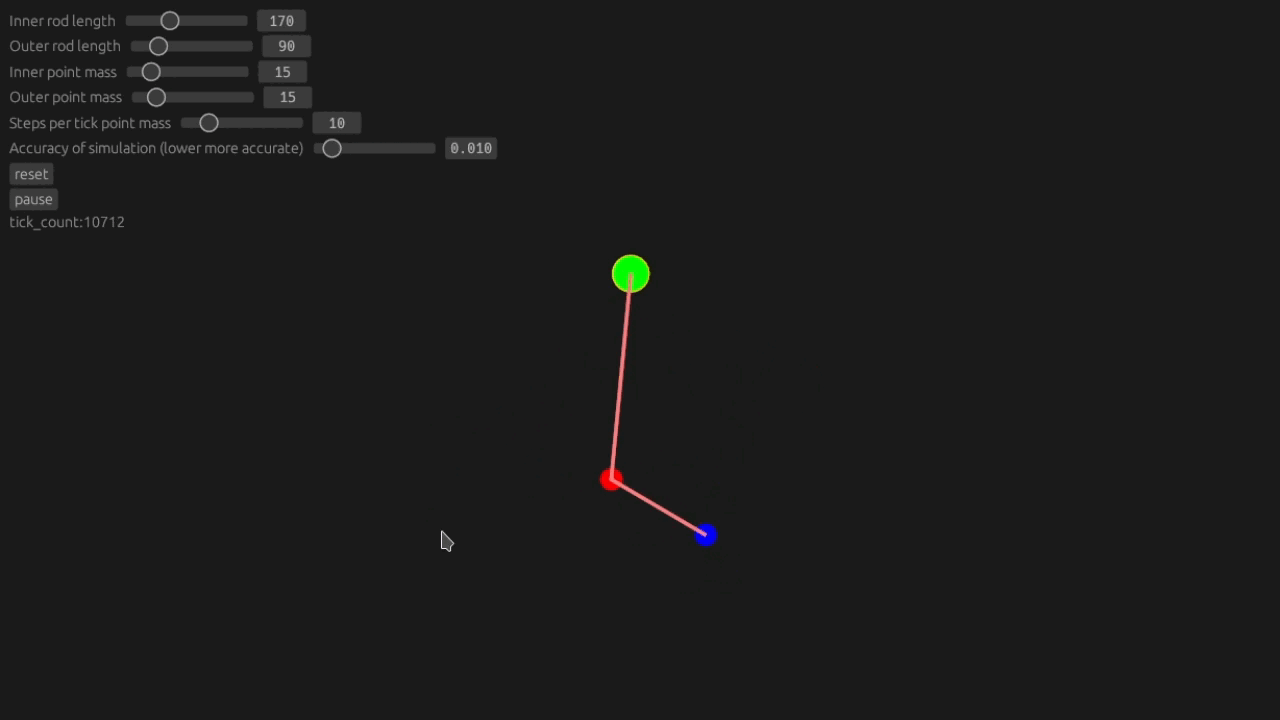 Inner rod length 170
Outer rod length 90
Inner point mass 15
Outer point mass 15
Steps per tick point mass 10
Accuracy of simulation (lower more accurate) 0.010
reset
pause
tick_count:10712